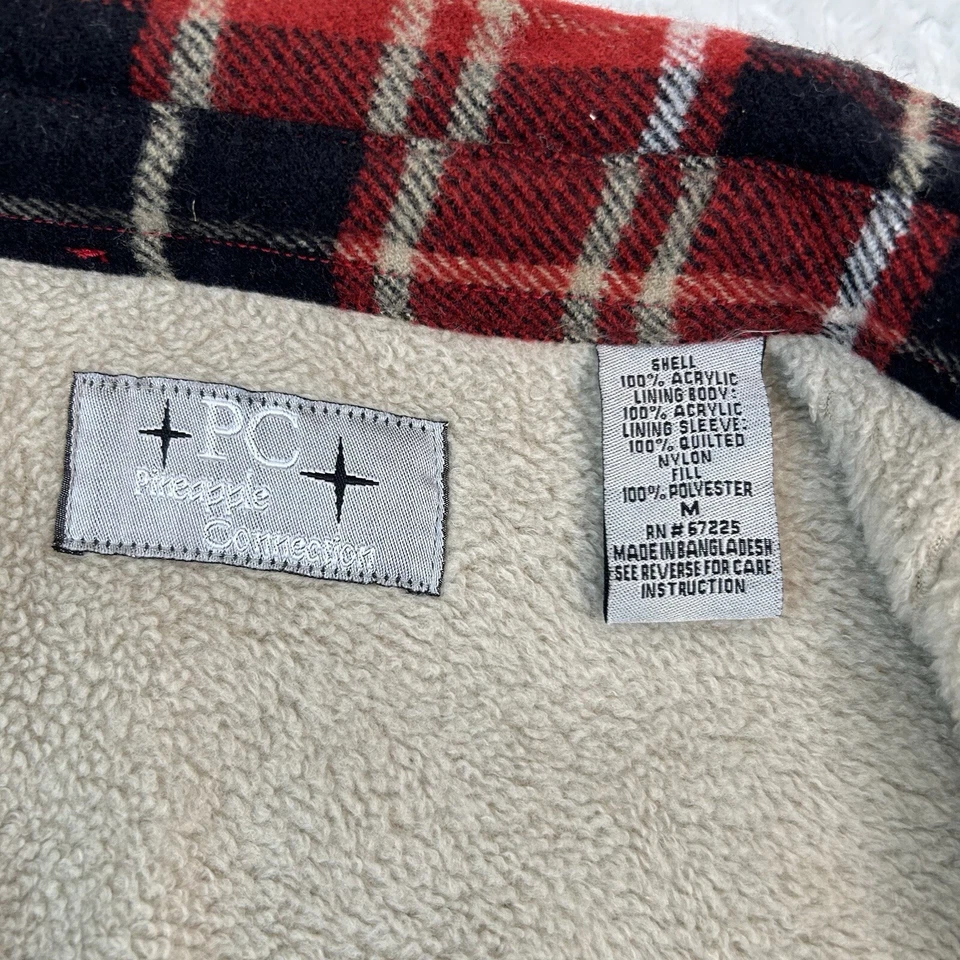 PC
Pineapple
Connection
SHELL
100% ACRYLIC
LINING BODY:
100% ACRYLIC
LINING SLEEVE:
100% QUILTED
NYLON
FILL
100% POLYESTER
M
RN # 67225
MADE IN BANGLADESH
SEE REVERSE FOR CARE
INSTRUCTION